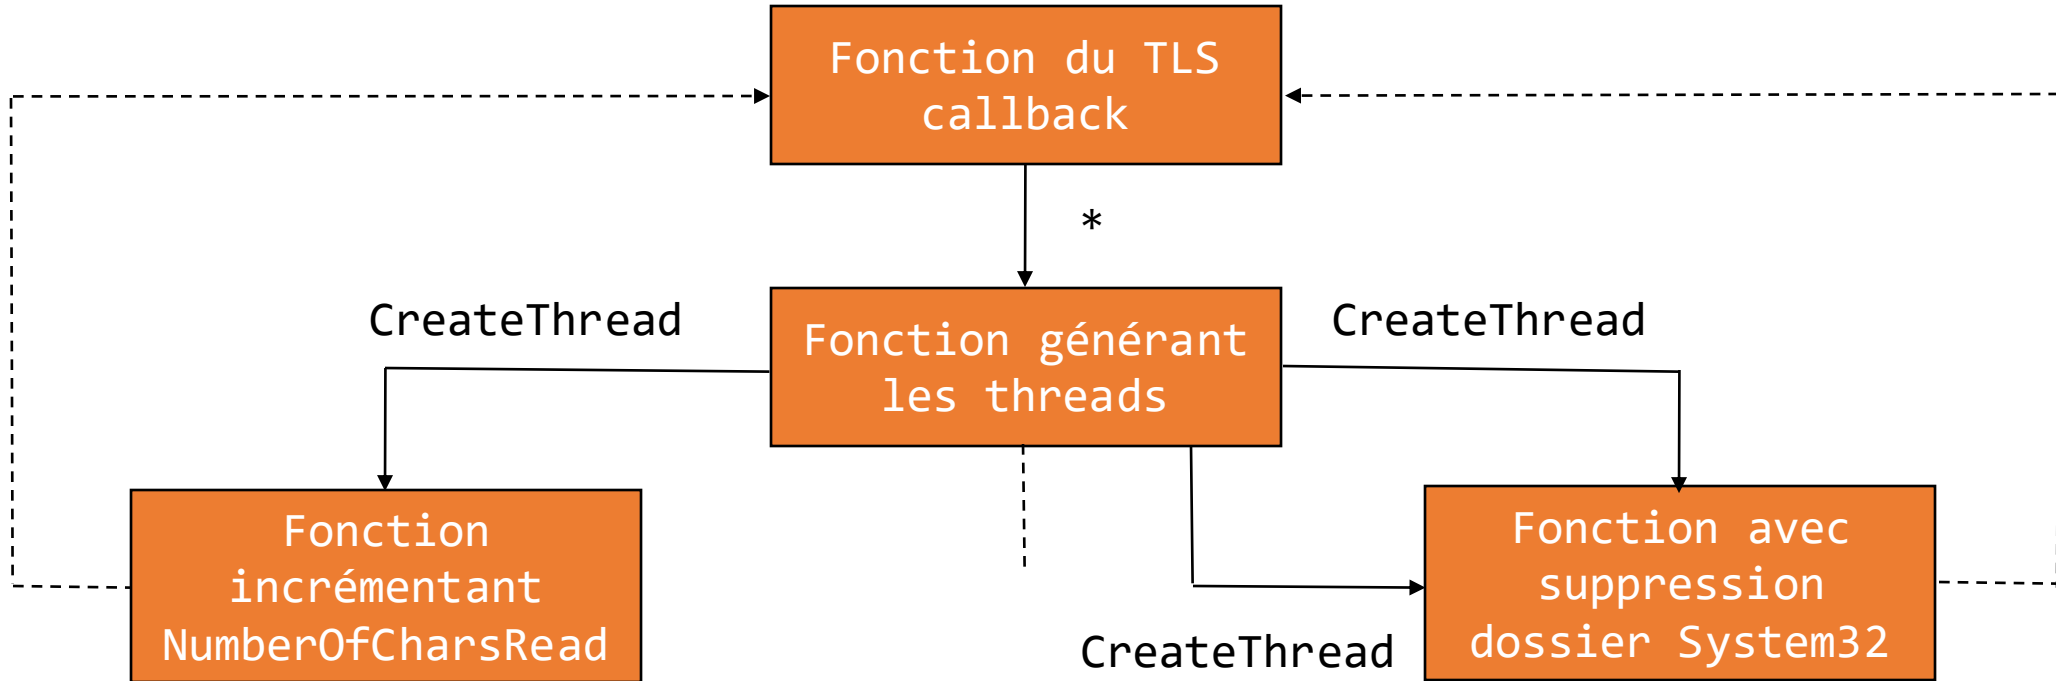 Fonction du TLS
callback
*
CreateThread
CreateThread
Fonction générant
les threads
Fonction
incrémentant
NumberOfCharsRead
Fonction avec
suppression
dossier System32
CreateThread